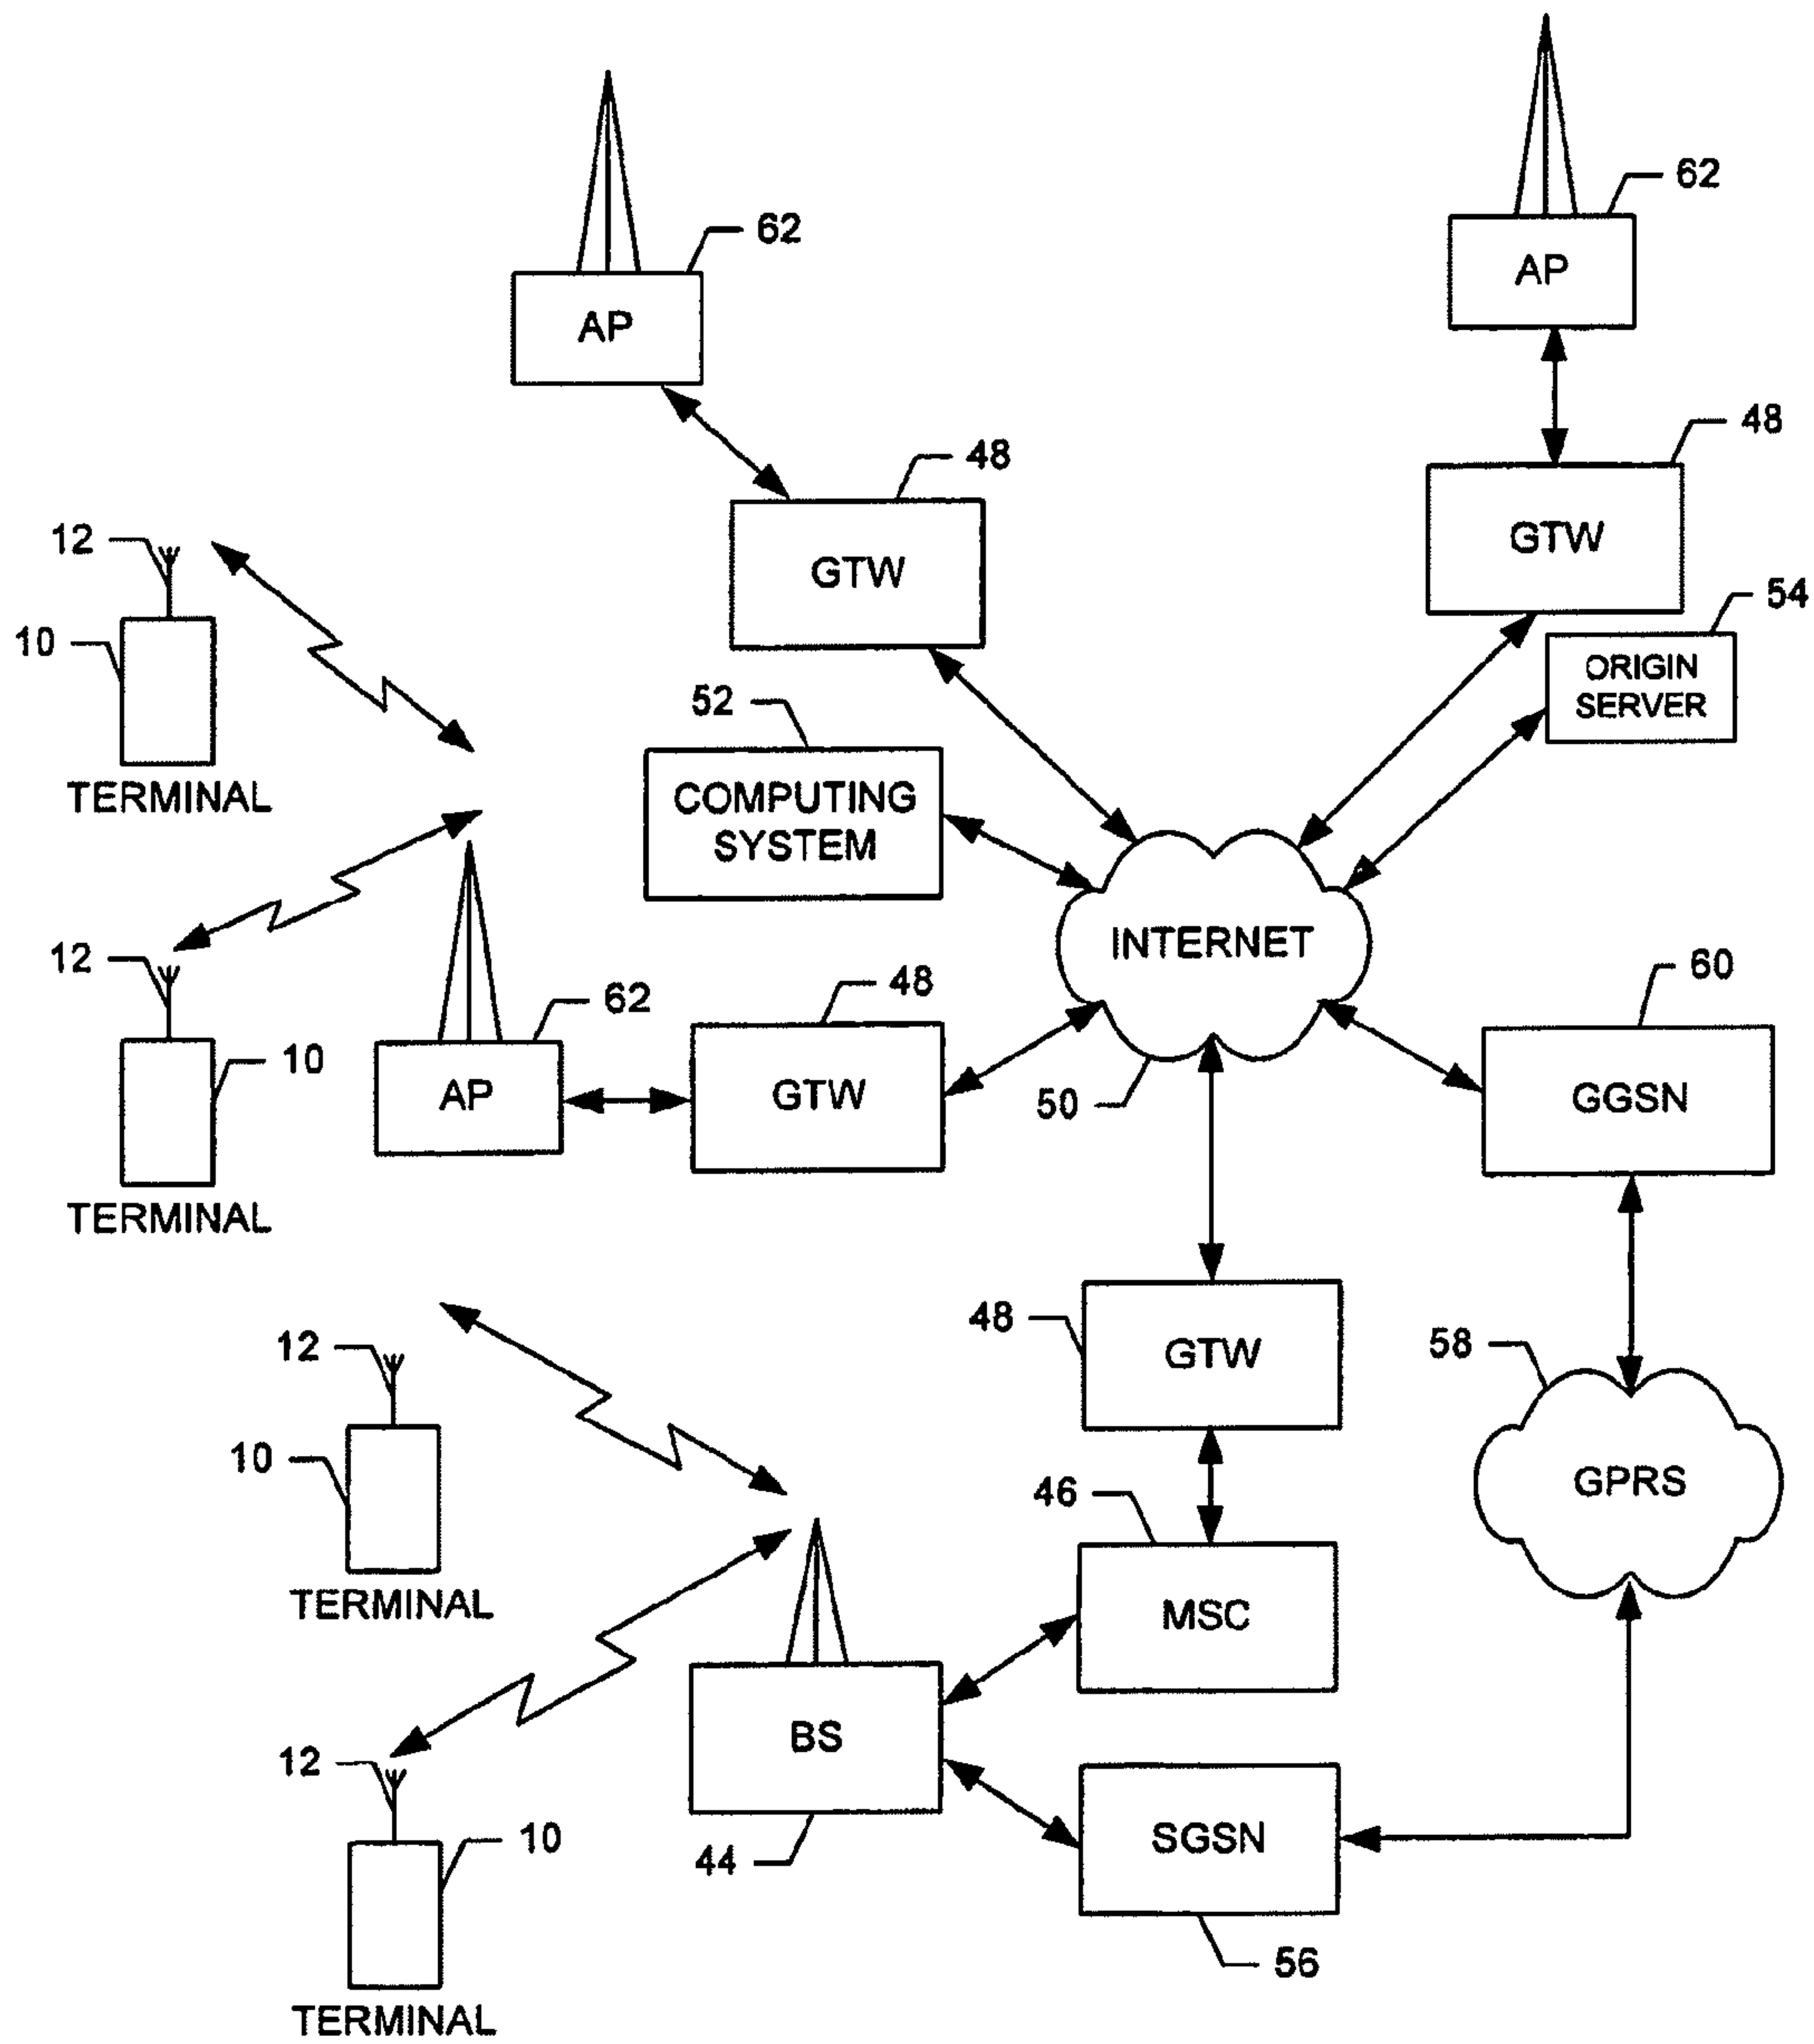 62
AP
62
AP
48
GTW
48
GTW
12
10
TERMINAL
54
ORIGIN
SERVER
52
COMPUTING
SYSTEM
INTERNET
50
12
10
TERMINAL
62
AP
48
GTW
60
GGSN
48
GTW
58
GPRS
12
10
TERMINAL
46
MSC
BS
44
12
10
TERMINAL
SGSN
56